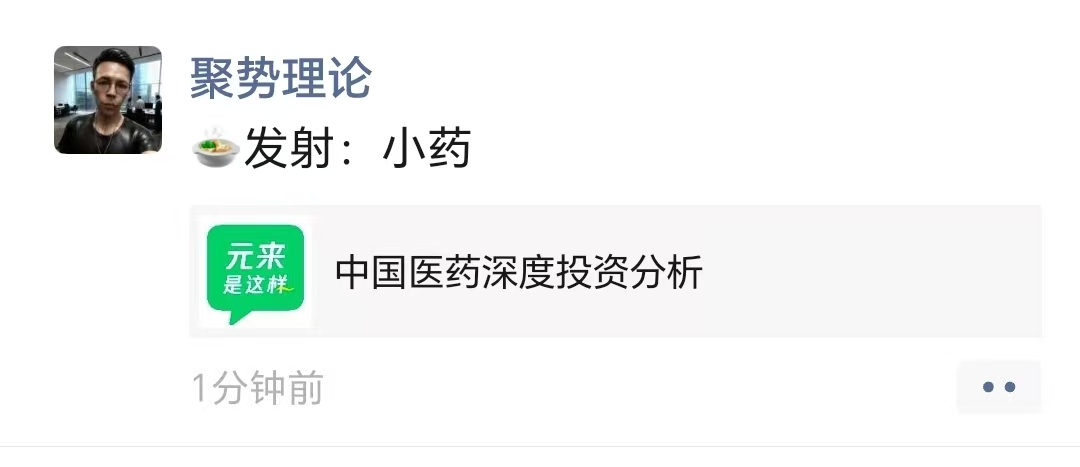 聚势理论
🍲发射：小药
元来
是这样
中国医药深度投资分析
1分钟前